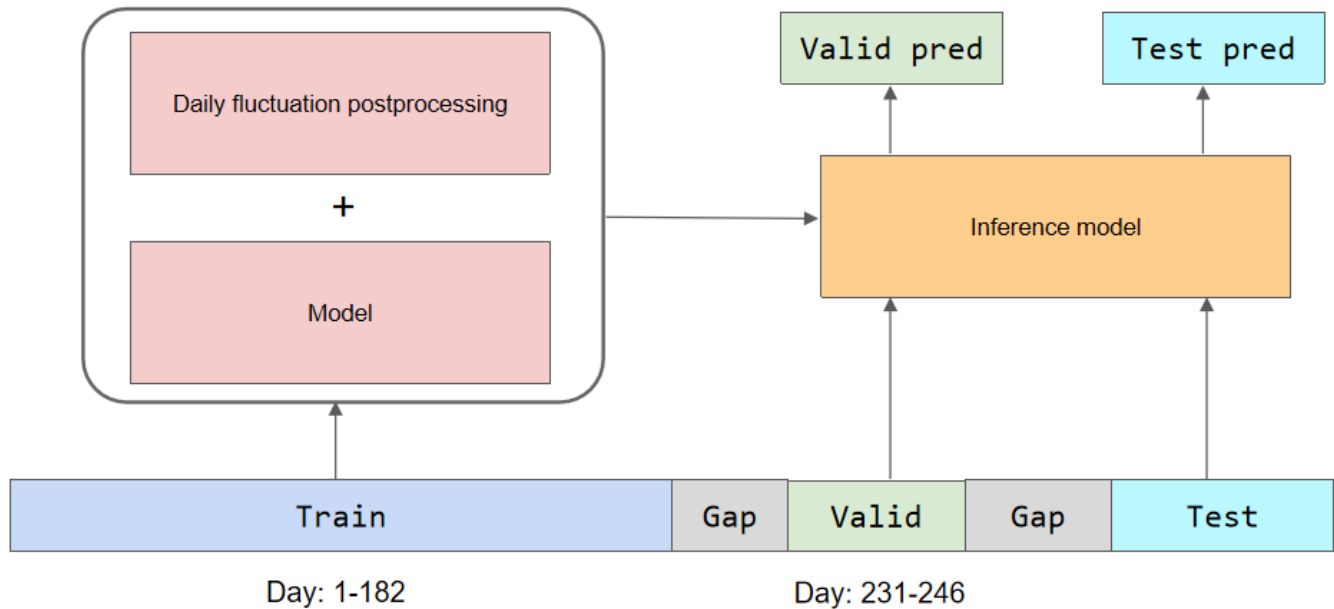 Valid pred
Test pred
Daily fluctuation postprocessing
+
Model
Inference model
Train
Gap
Valid
Gap
Test
Day: 1-182
Day: 231-246